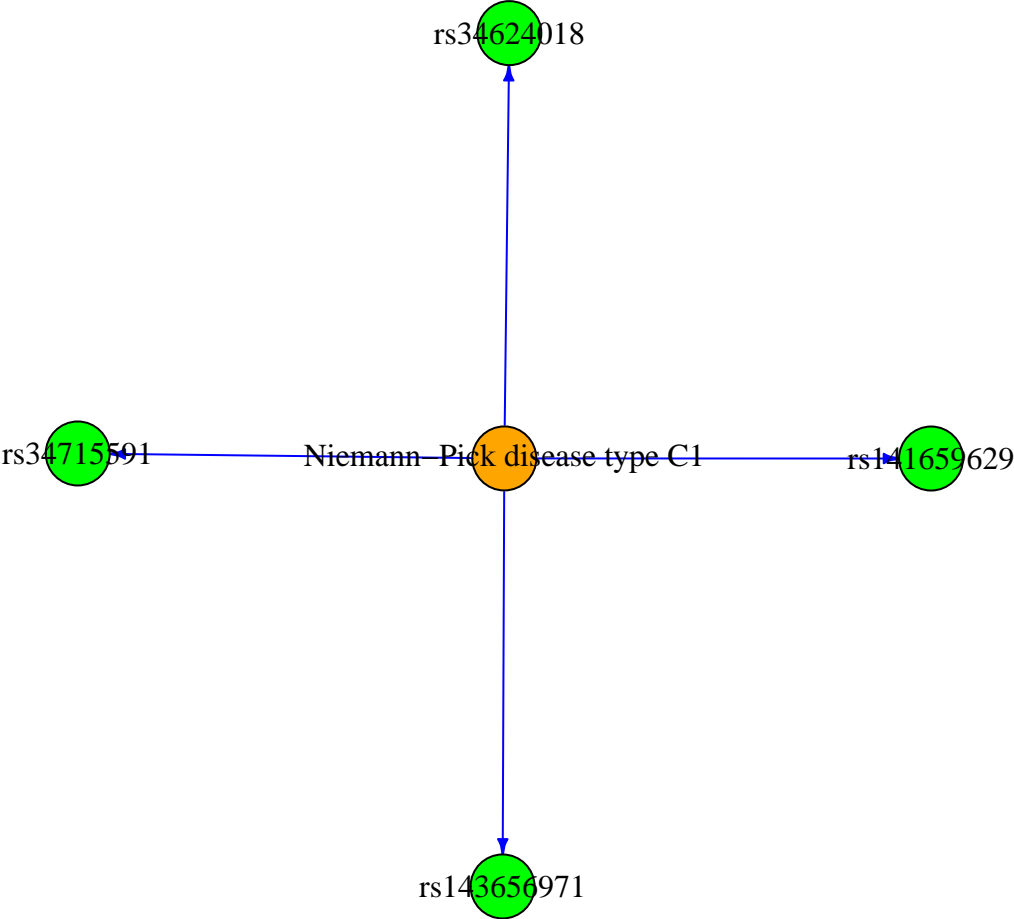 rs34624018
rs34715591
Niemann−Pick disease type C1
rs141659629
rs143656971